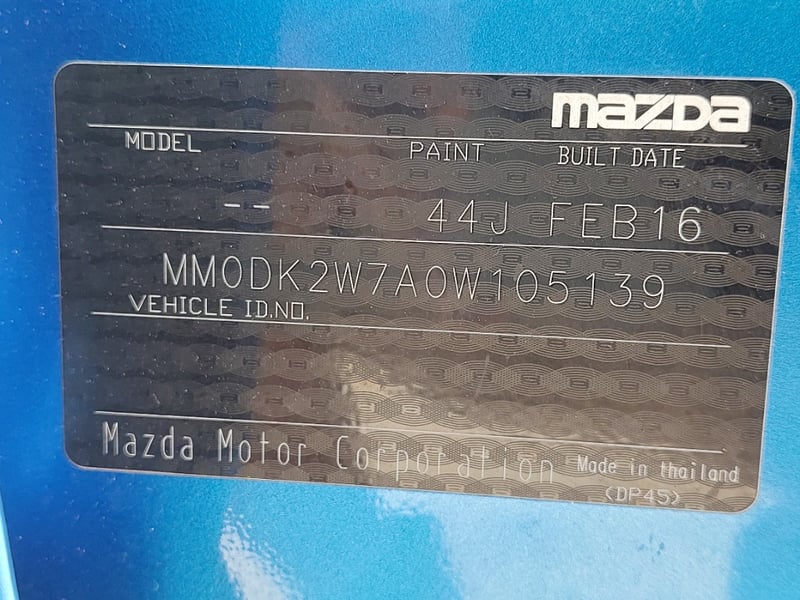 mazda
MODEL PAINT BUILT DATE
-- 44J FEB16
MM0DK2W7A0W105139
VEHICLE ID.NO.
Mazda Motor Corporation Made in thailand
(DP45)